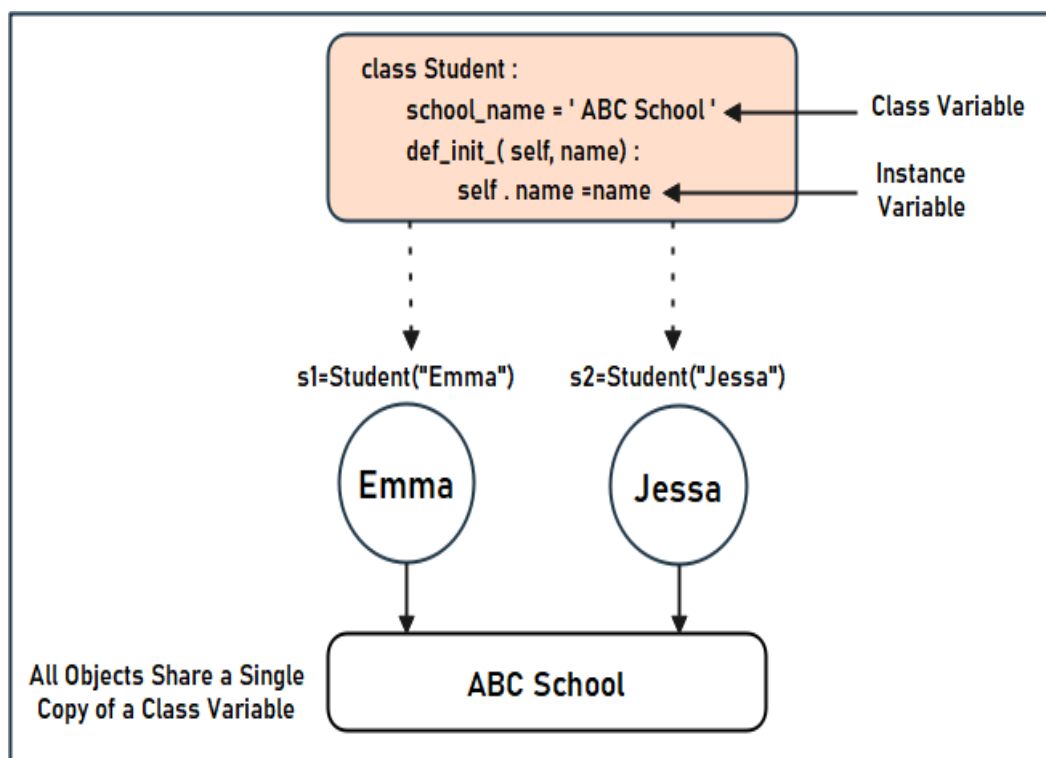 class Student :
school_name = ' ABC School '
Class Variable
def_init_( self, name) :
self . name =name
Instance
Variable
s1=Student("Emma")
s2=Student("Jessa")
Emma
Jessa
All Objects Share a Single
Copy of a Class Variable
ABC School